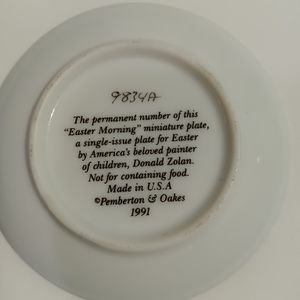 9834A
The permanent number of this
“Easter Morning” miniature plate,
a single-issue plate for Easter
by America's beloved painter
of children, Donald Zolan.
Not for containing food.
Made in U.S.A
©Pemberton & Oakes
1991